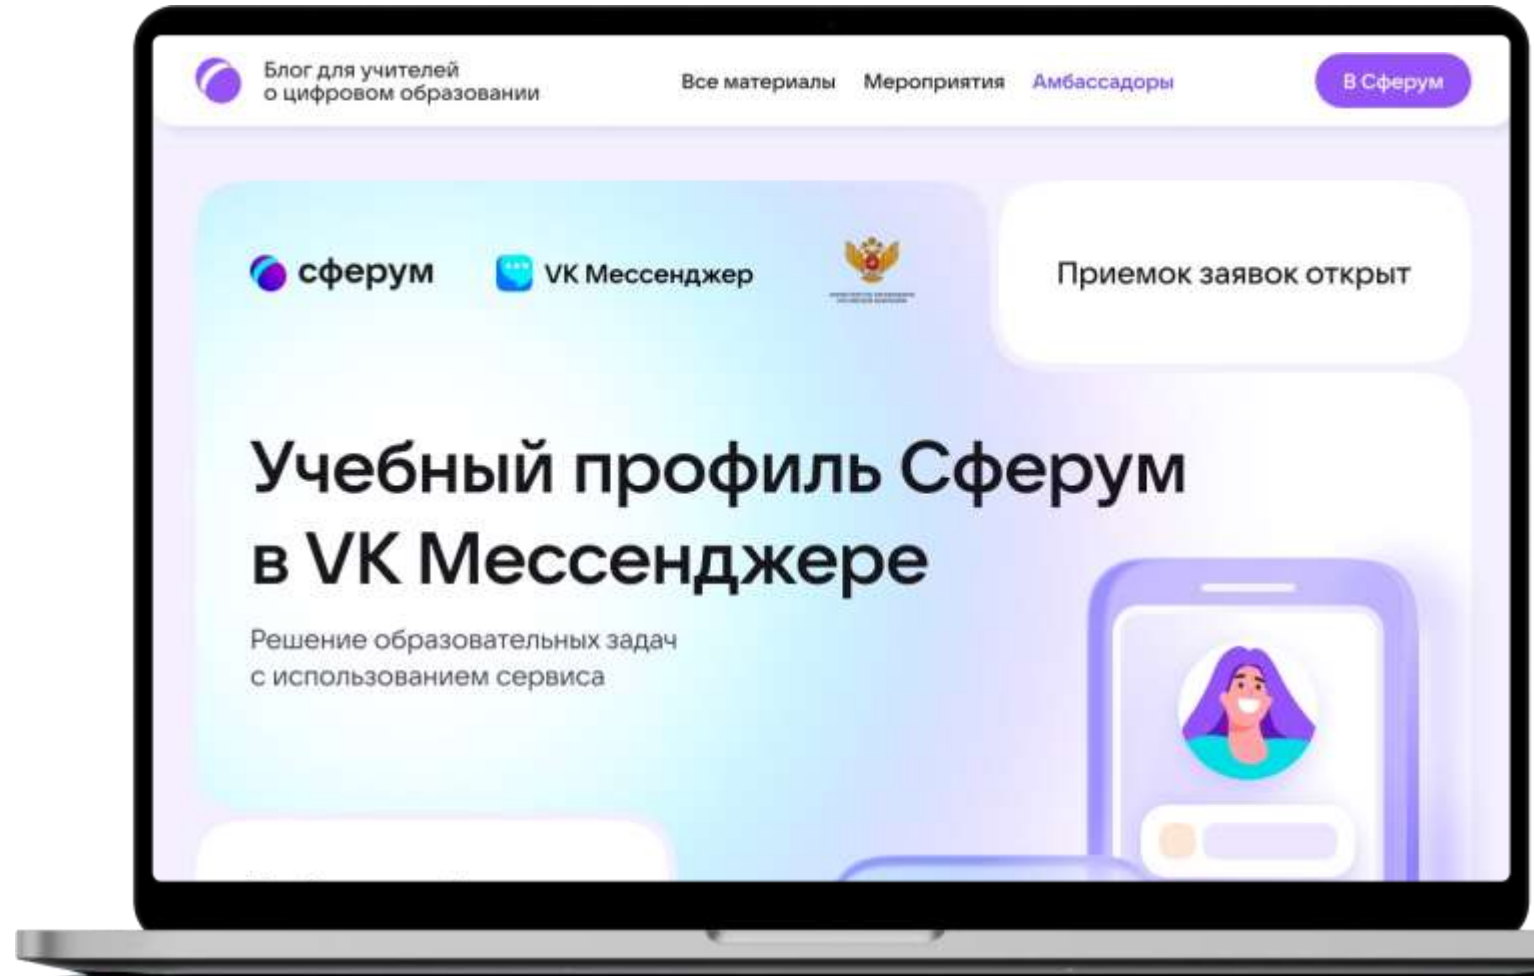 Блог для учителей
о цифровом образовании
Все материалы
Мероприятия
Амбассадоры
В Сферум
сферум
VK Мессенджер
Приемок заявок открыт
Учебный профиль Сферум
в VK Мессенджере
Решение образовательных задач
с использованием сервиса